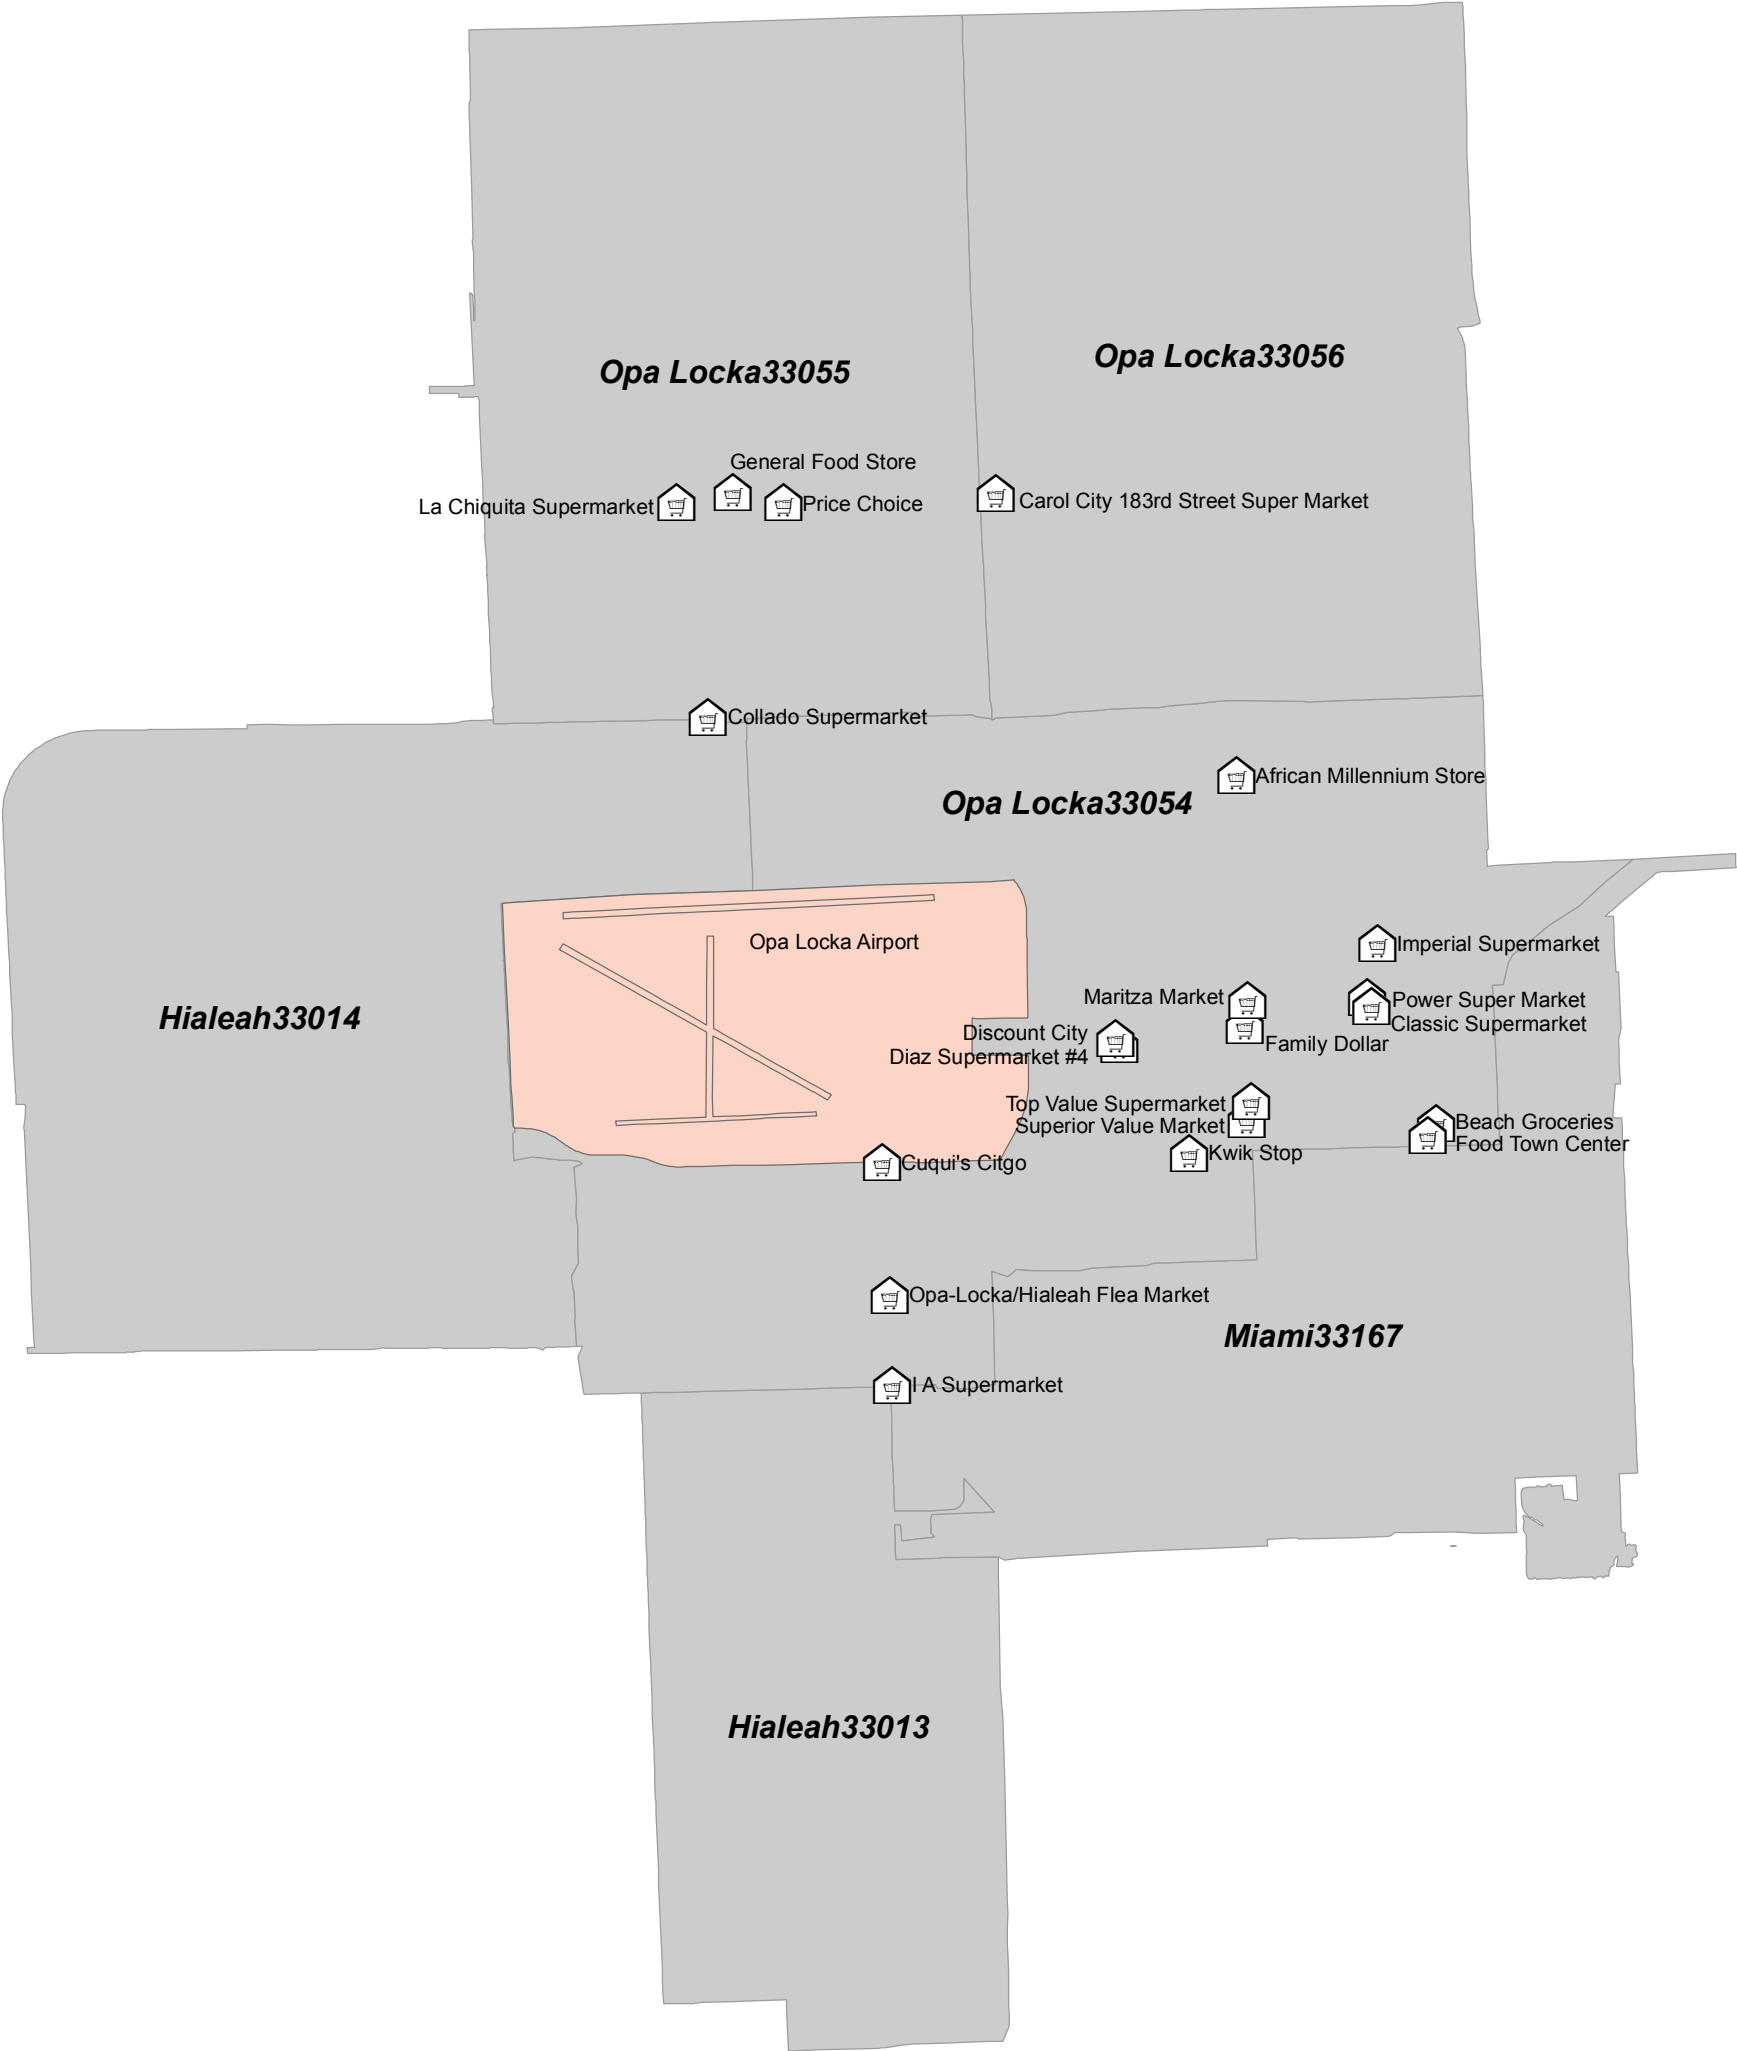 Opa Locka33056
Opa Locka33055
General Food Store
La Chiquita Supermarket
Price Choice
Carol City 183rd Street Super Market
Collado Supermarket
African Millennium Store
Opa Locka33054
Opa Locka Airport
Imperial Supermarket
Hialeah33014
Maritza Market
Power Super Market
Classic Supermarket
Discount City
Family Dollar
Diaz Supermarket #4
Top Value Supermarket
Superior Value Market
Beach Groceries
Food Town Center
Kwik Stop
Cuqui's Citgo
Opa-Locka/Hialeah Flea Market
Miami33167
I A Supermarket
Hialeah33013